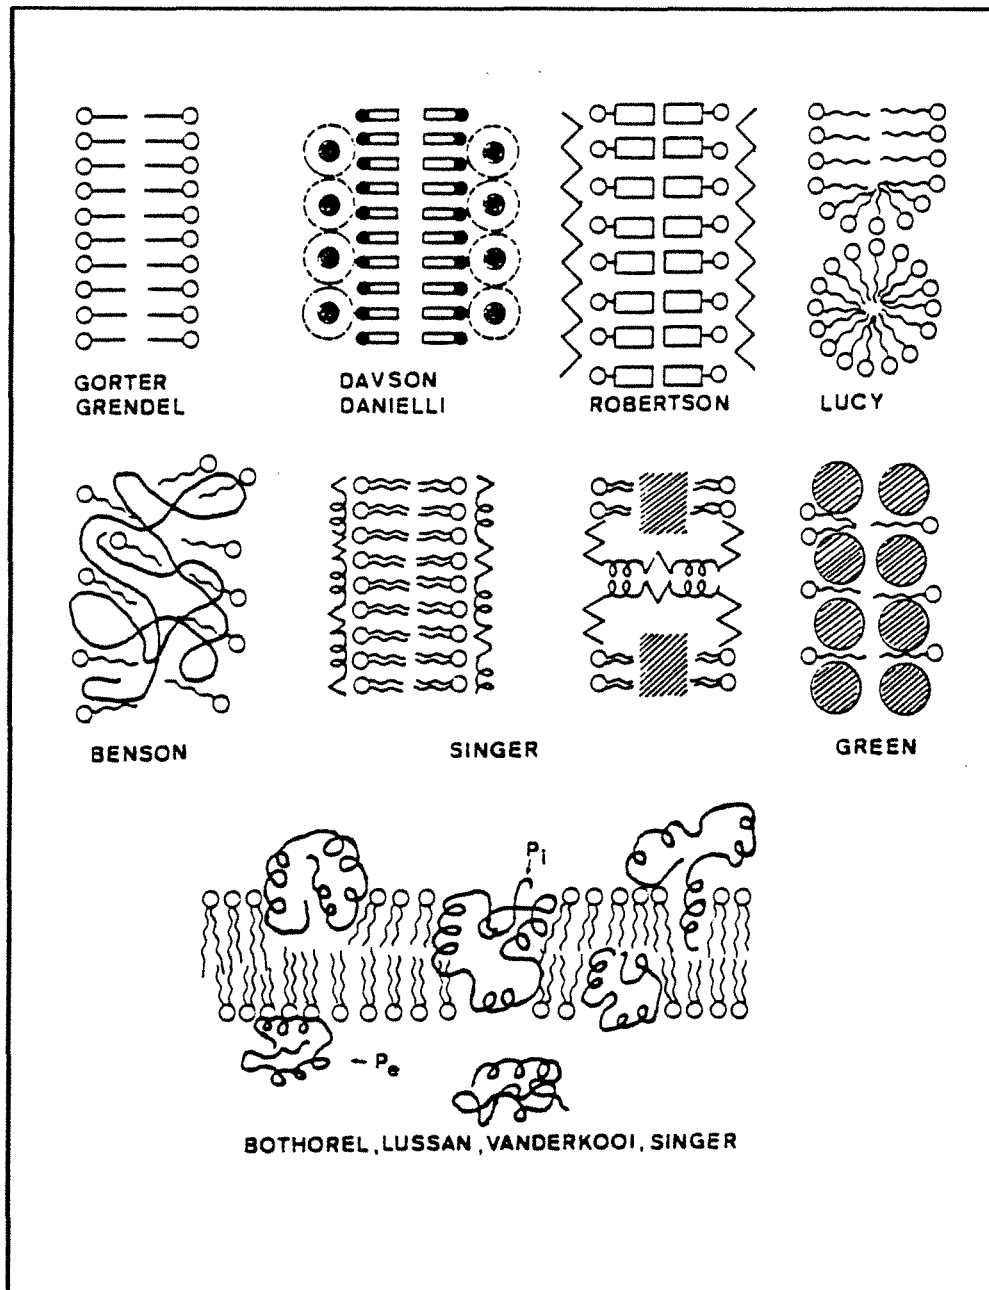 GORTER
GRENDEL
DAVSON
DANIELLI
ROBERTSON
LUCY
BENSON
SINGER
GREEN
Pi
– Pe
BOTHOREL, LUSSAN, VANDERKOOI, SINGER